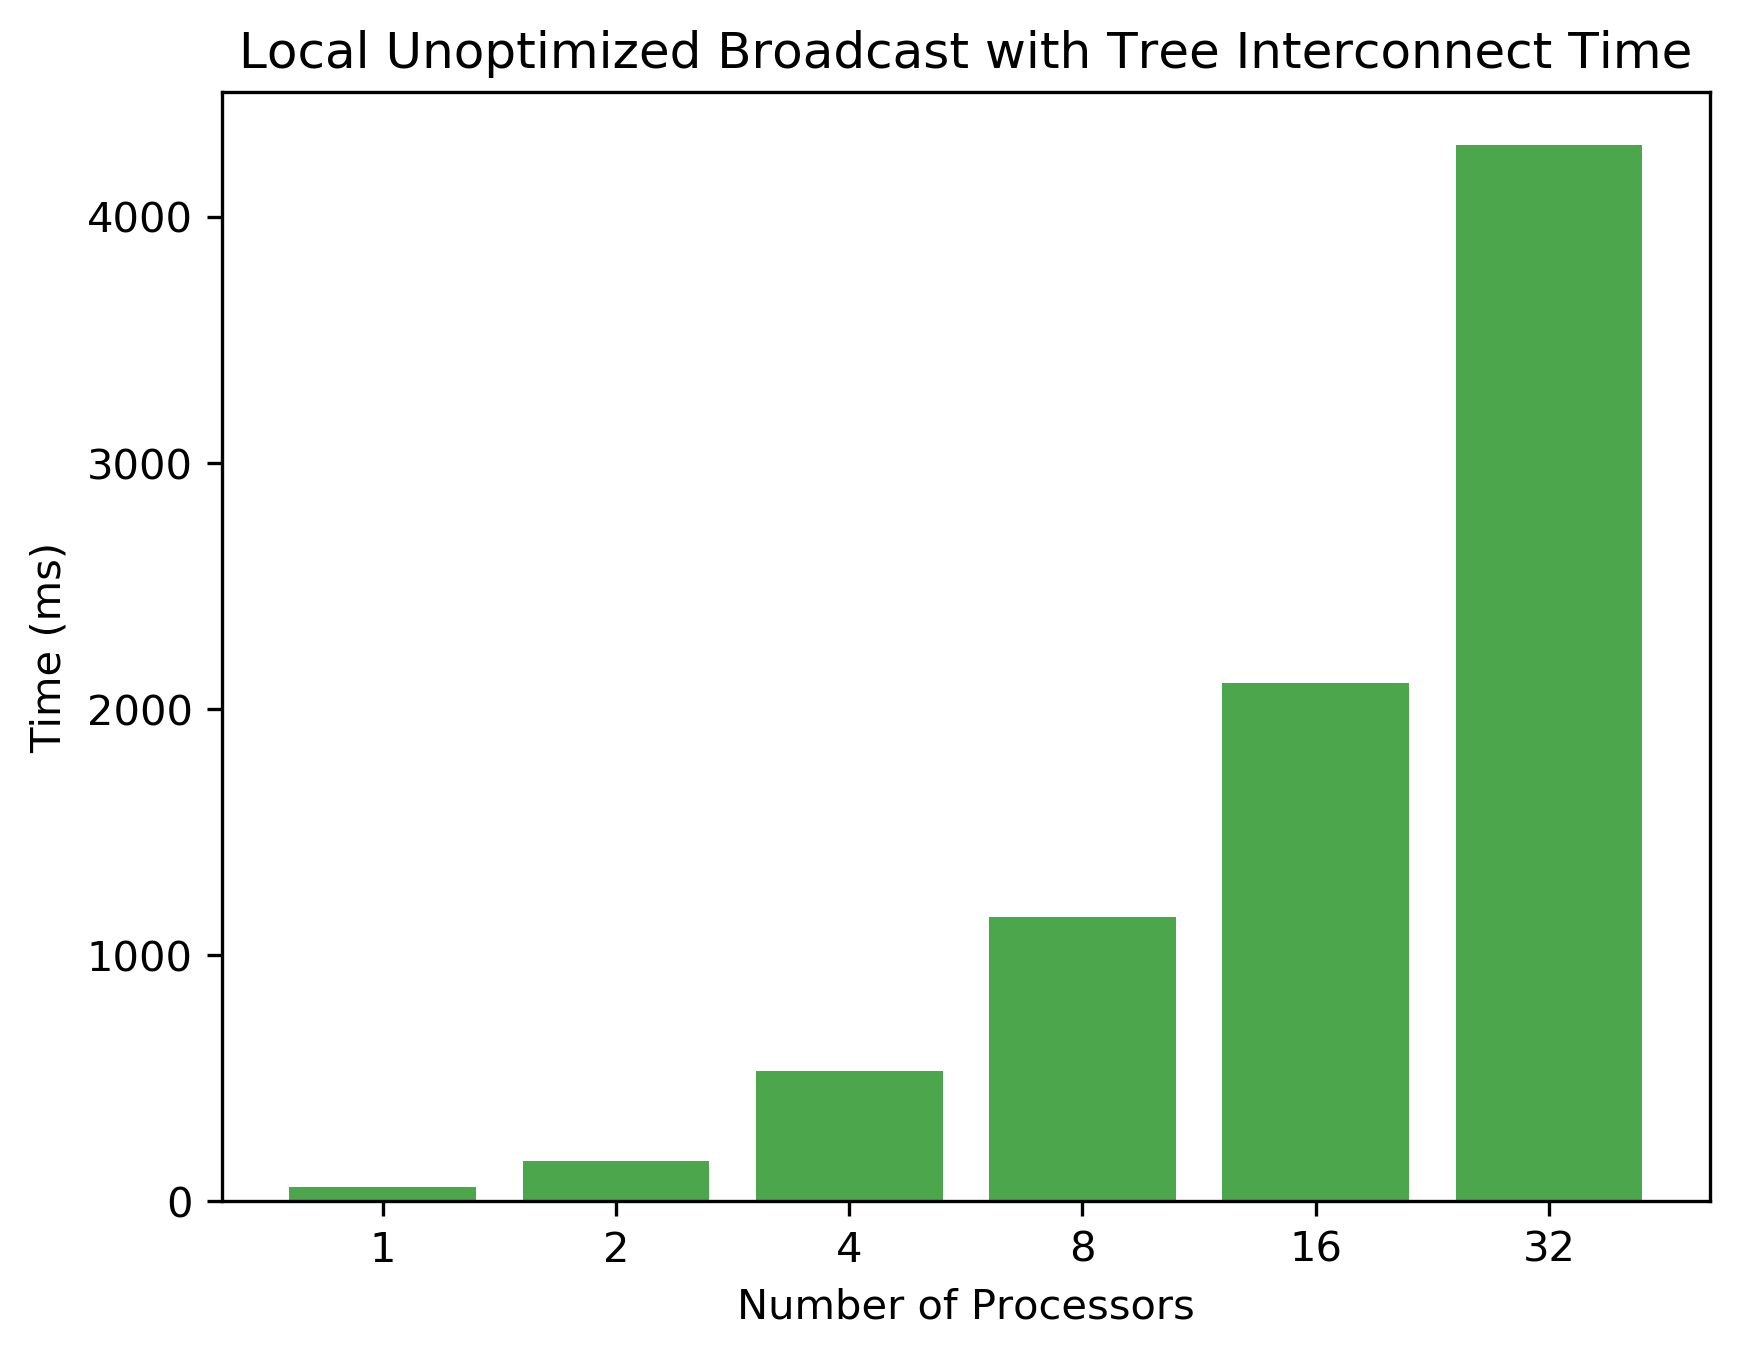 Local Unoptimized Broadcast with Tree Interconnect Time
Time (ms)
4000
3000
2000
1000
0
1 2 4 8 16 32
Number of Processors